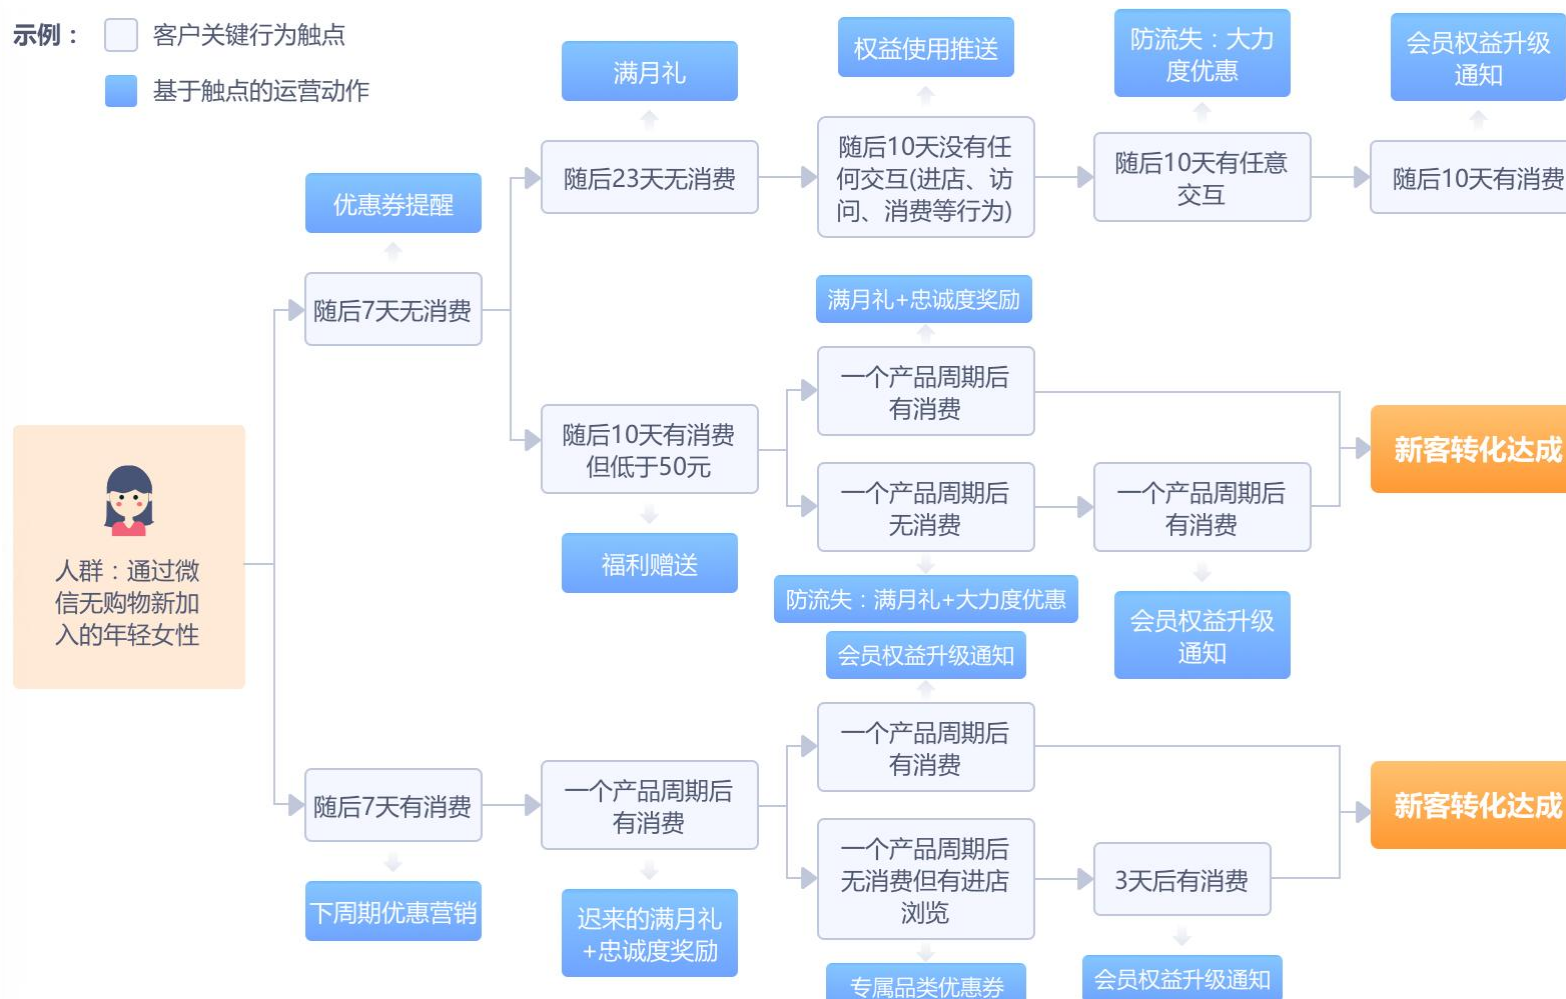 示例：
客户关键行为触点
基于触点的运营动作
满月礼
权益使用推送
防流失：大力
度优惠
会员权益升级
通知
随后23天无消费
随后10天没有任
何交互(进店、访
问、消费等行为)
随后10天有任意
交互
随后10天有消费
优惠券提醒
随后7天无消费
满月礼+忠诚度奖励
一个产品周期后
有消费
随后10天有消费
但低于50元
福利赠送
一个产品周期后
无消费
一个产品周期后
有消费
新客转化达成
防流失：满月礼+大力度优惠
会员权益升级
通知
人群：通过微
信无购物新加
入的年轻女性
会员权益升级通知
一个产品周期后
有消费
随后7天有消费
一个产品周期后
有消费
新客转化达成
一个产品周期后
无消费但有进店
浏览
3天后有消费
下周期优惠营销
迟来的满月礼
+忠诚度奖励
专属品类优惠券
会员权益升级通知